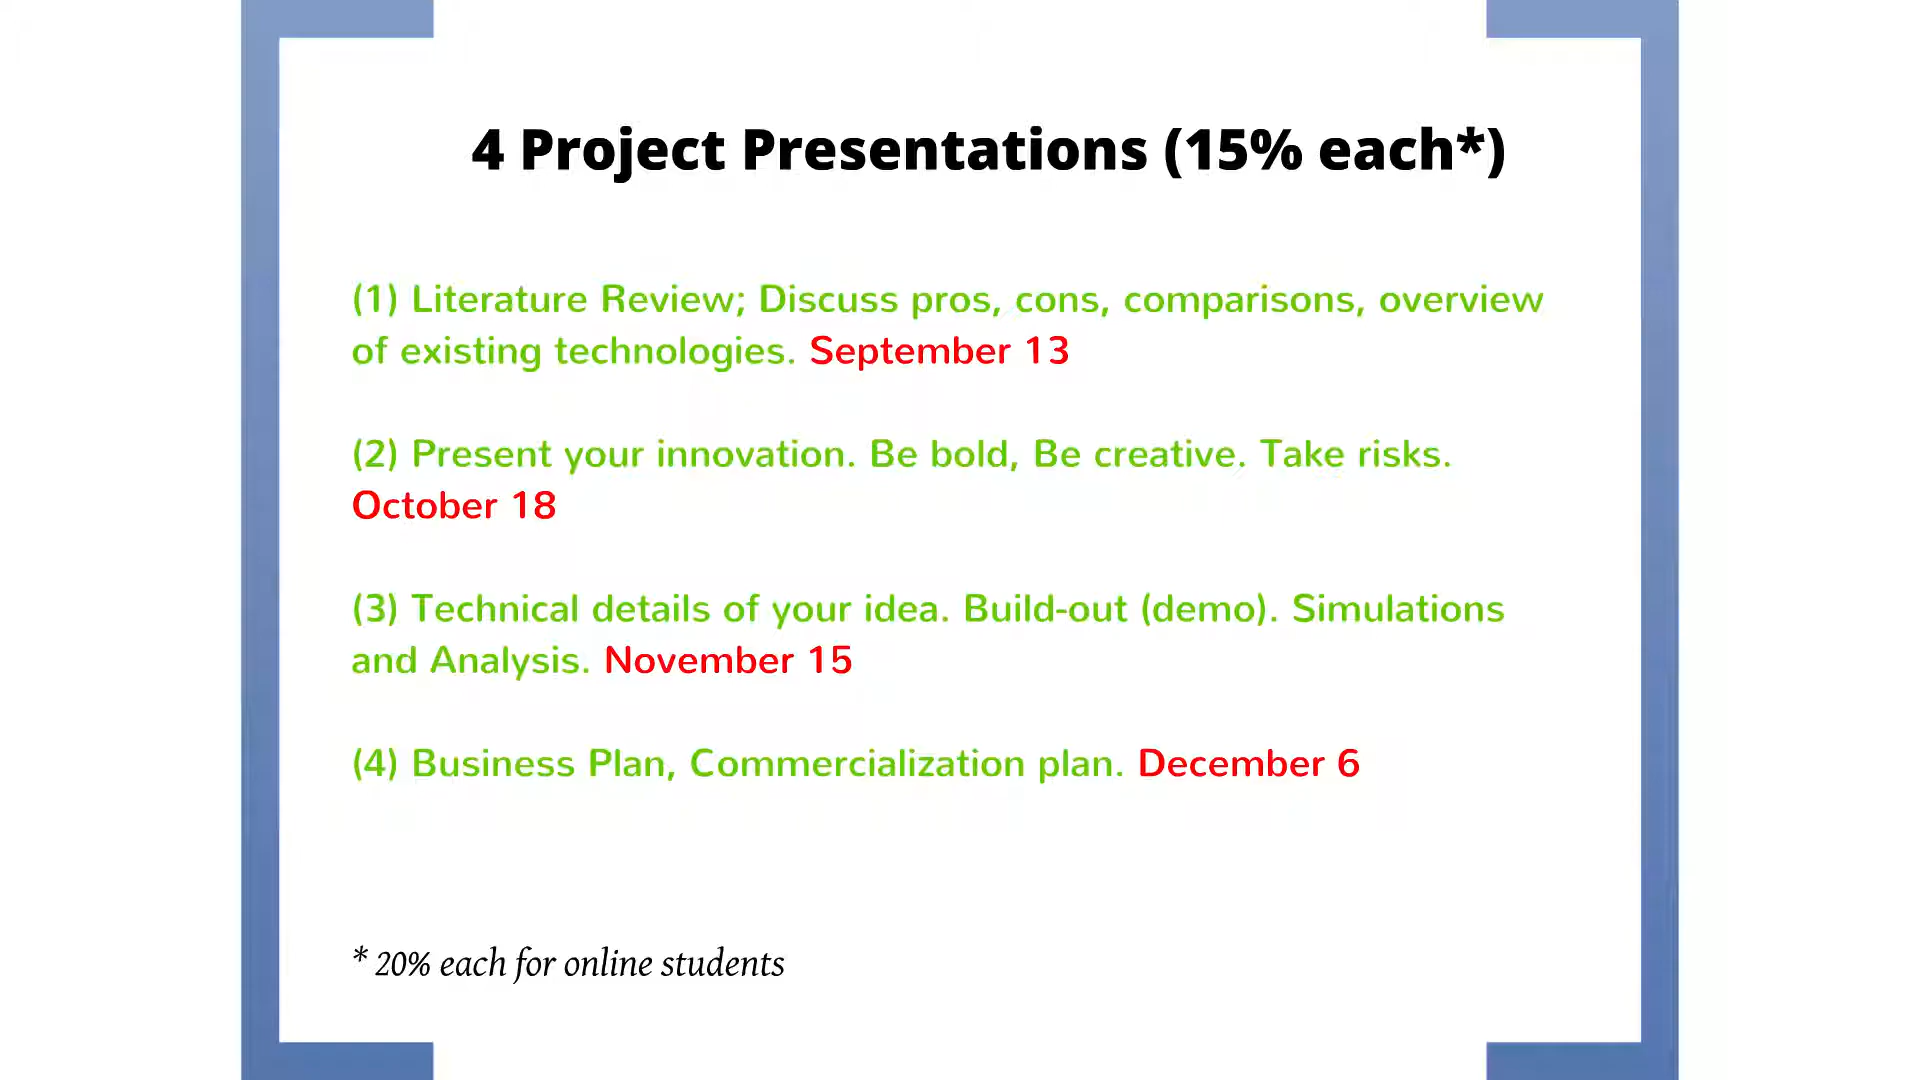 4 Project Presentations (15% each*)
(1) Literature Review; Discuss pros, cons, comparisons, overview
of existing technologies. September 13
(2) Present your innovation. Be bold, Be creative. Take risks.
October 18
(3) Technical details of your idea. Build-out (demo). Simulations
and Analysis. November 15
(4) Business Plan, Commercialization plan. December 6
* 20% each for online students